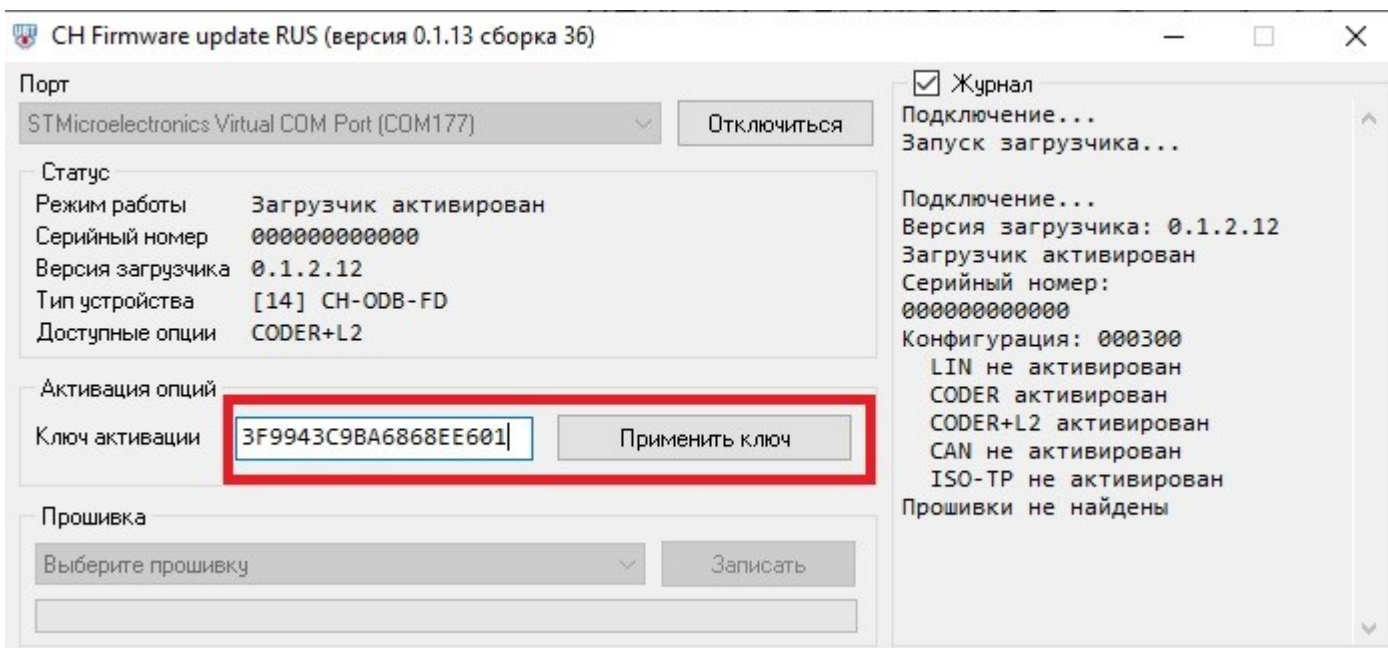 CH Firmware update RUS (версия 0.1.13 сборка 36)
Порт
STMicroelectronics Virtual COM Port (COM177)
Отключиться
Статус
Режим работы Загрузчик активирован
Серийный номер 000000000000
Версия загрузчика 0.1.2.12
Тип устройства [14] CH-ODB-FD
Доступные опции CODER+L2
Активация опций
Ключ активации 3F9943C9BA6868EE601 Применить ключ
Прошивка
Выберите прошивку Записать
Журнал
Подключение...
Запуск загрузчика...
Подключение...
Версия загрузчика: 0.1.2.12
Загрузчик активирован
Серийный номер:
000000000000
Конфигурация: 000300
LIN не активирован
CODER активирован
CODER+L2 активирован
CAN не активирован
ISO-TP не активирован
Прошивки не найдены